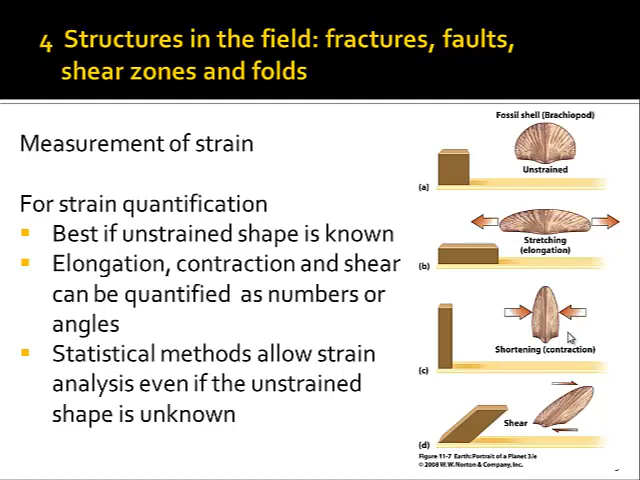 4 Structures in the field: fractures, faults,
shear zones and folds
Measurement of strain
For strain quantification
Best if unstrained shape is known
Elongation, contraction and shear
can be quantified as numbers or
angles
Statistical methods allow strain
analysis even if the unstrained
shape is unknown
Fossil shell (Brachiopod)
Unstrained
(a)
Stretching
(elongation)
(b)
Shortening (contraction)
(c)
Shear
(d)
Figure 11-7 Earth: Portrait of a Planet 3/e
© 2008 W. W. Norton & Company, Inc.